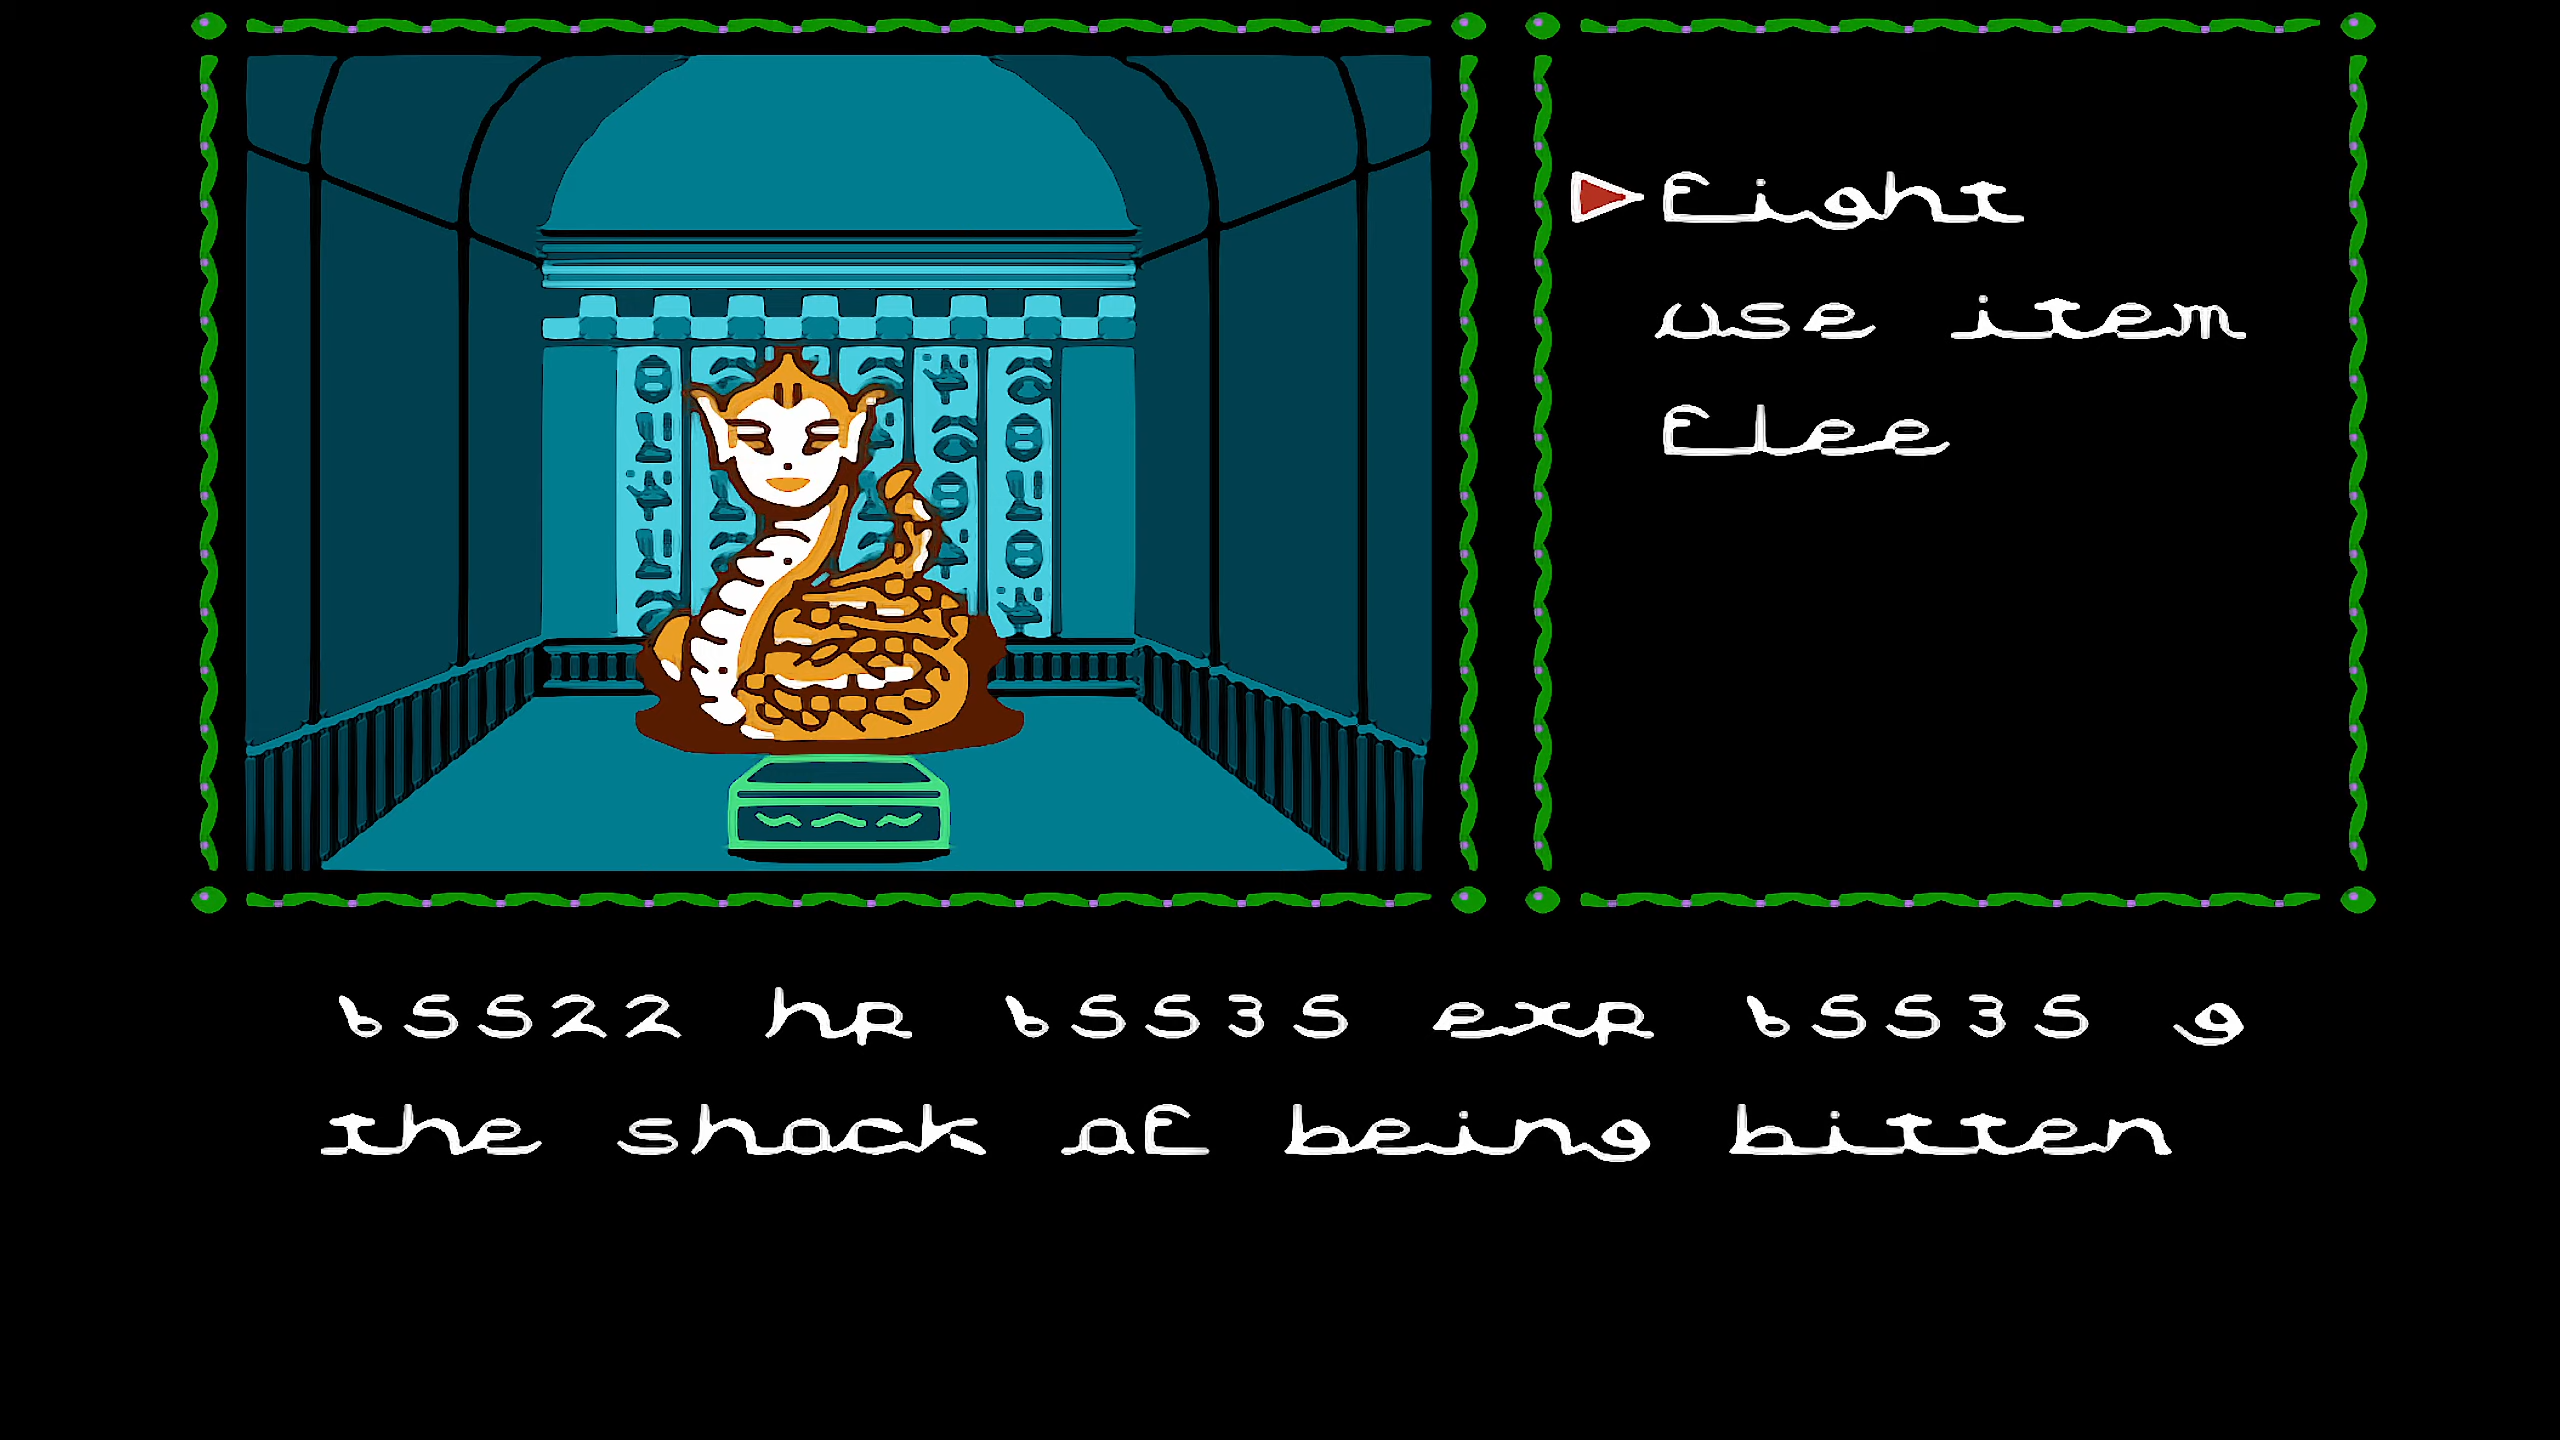 Fight
use item
Flee
65522 hp 65535 exp 65535 g
the shock of being bitten